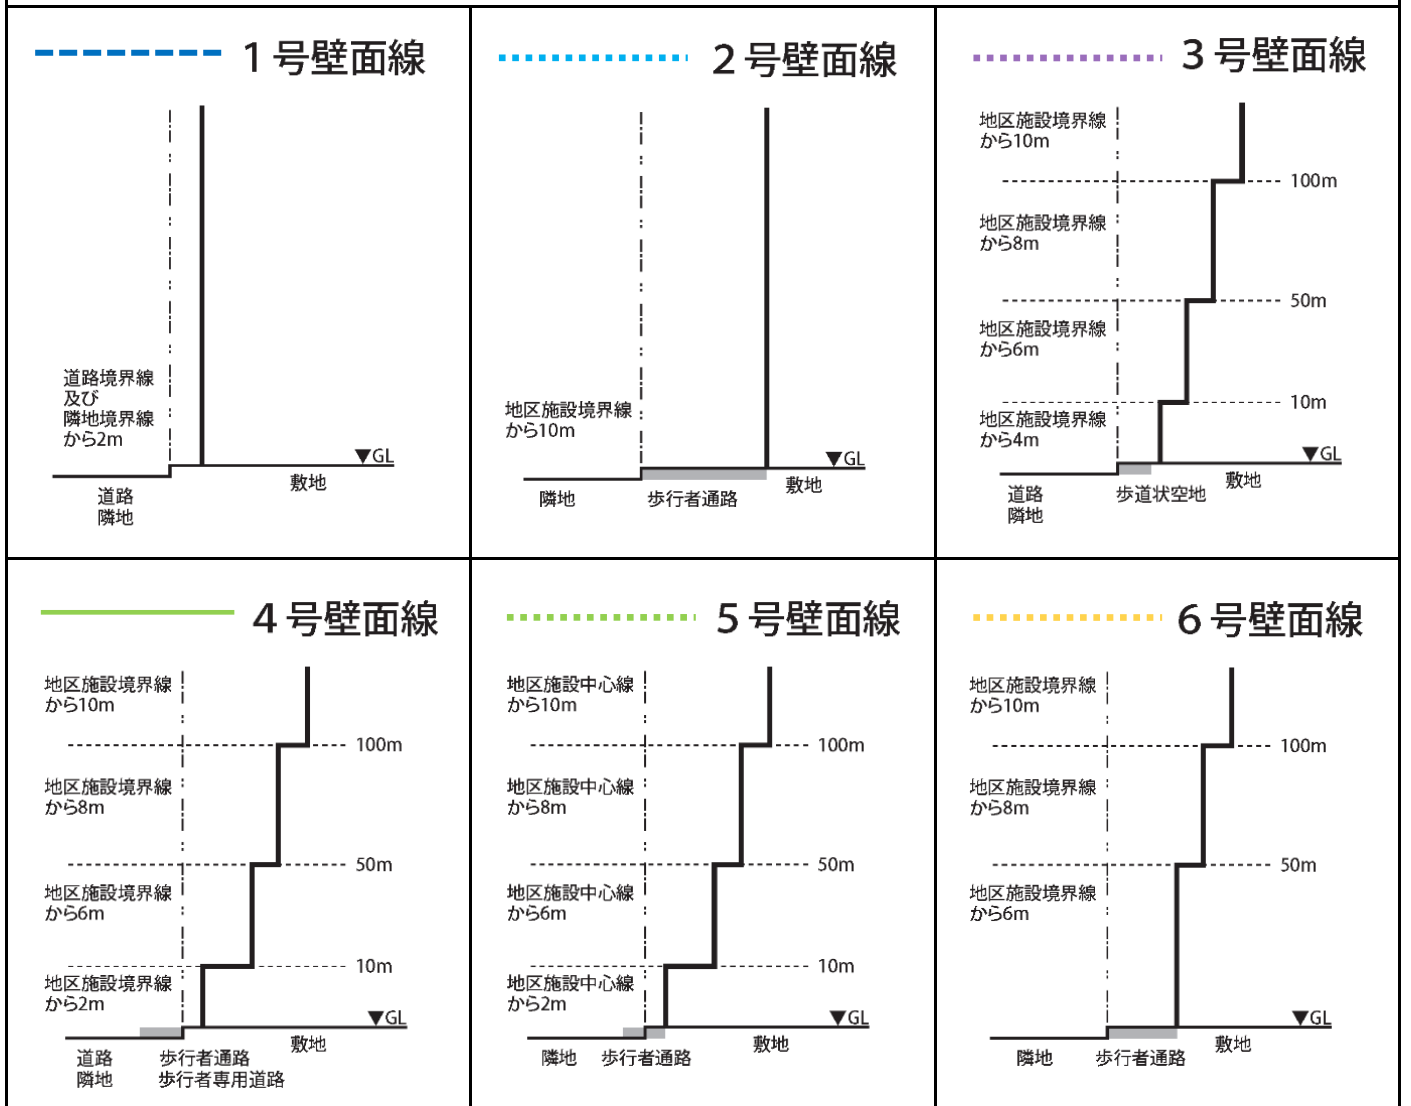 1号壁面線
道路境界線
及び
隣地境界線
から2m
▼GL
敷地
道路
隣地
2号壁面線
地区施設境界線
から10m
▼GL
隣地
歩行者通路
敷地
3号壁面線
地区施設境界線
から10m
100m
地区施設境界線
から8m
50m
地区施設境界線
から6m
10m
地区施設境界線
から4m
▼GL
敷地
道路
隣地
歩道状空地
4号壁面線
地区施設境界線
から10m
100m
地区施設境界線
から8m
50m
地区施設境界線
から6m
10m
地区施設境界線
から2m
▼GL
敷地
道路
隣地
歩行者通路
歩行者専用道路
5号壁面線
地区施設中心線
から10m
100m
地区施設中心線
から8m
50m
地区施設中心線
から6m
10m
地区施設中心線
から2m
▼GL
隣地
歩行者通路
敷地
6号壁面線
地区施設境界線
から10m
100m
地区施設境界線
から8m
50m
地区施設境界線
から6m
▼GL
隣地
歩行者通路
敷地